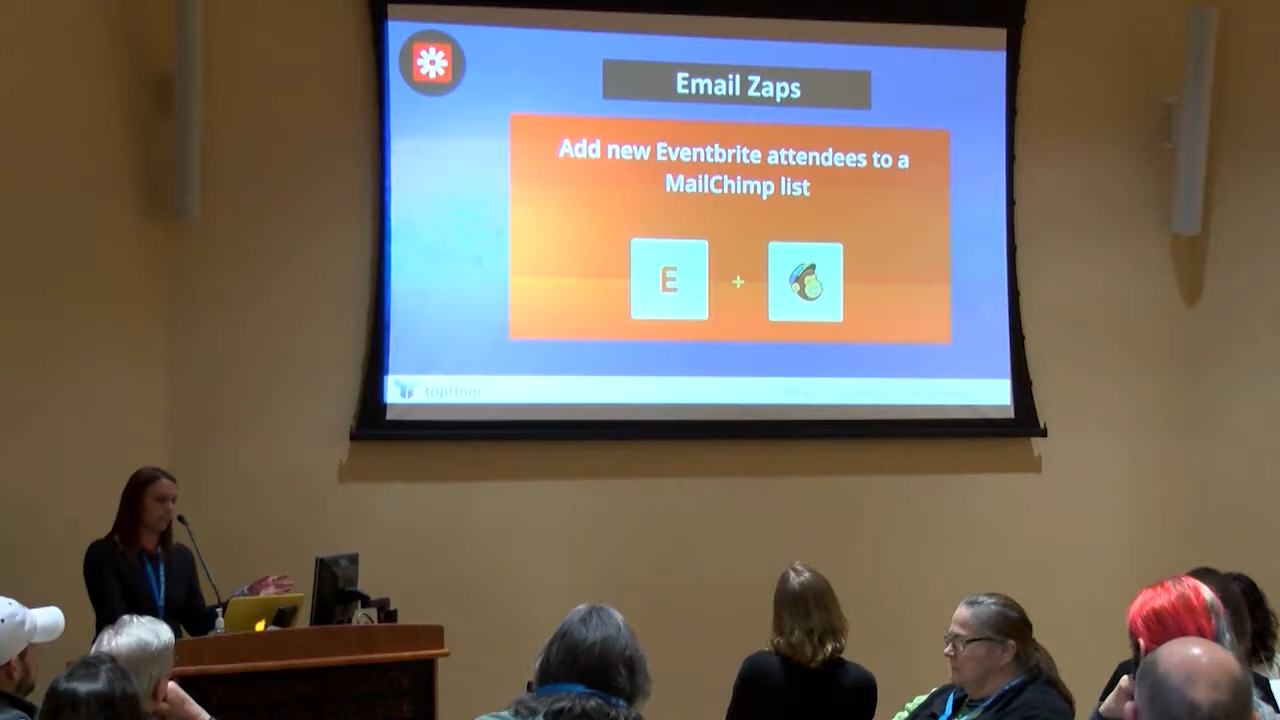 Email Zaps
Add new Eventbrite attendees to a
MailChimp list
E
+
topfloor